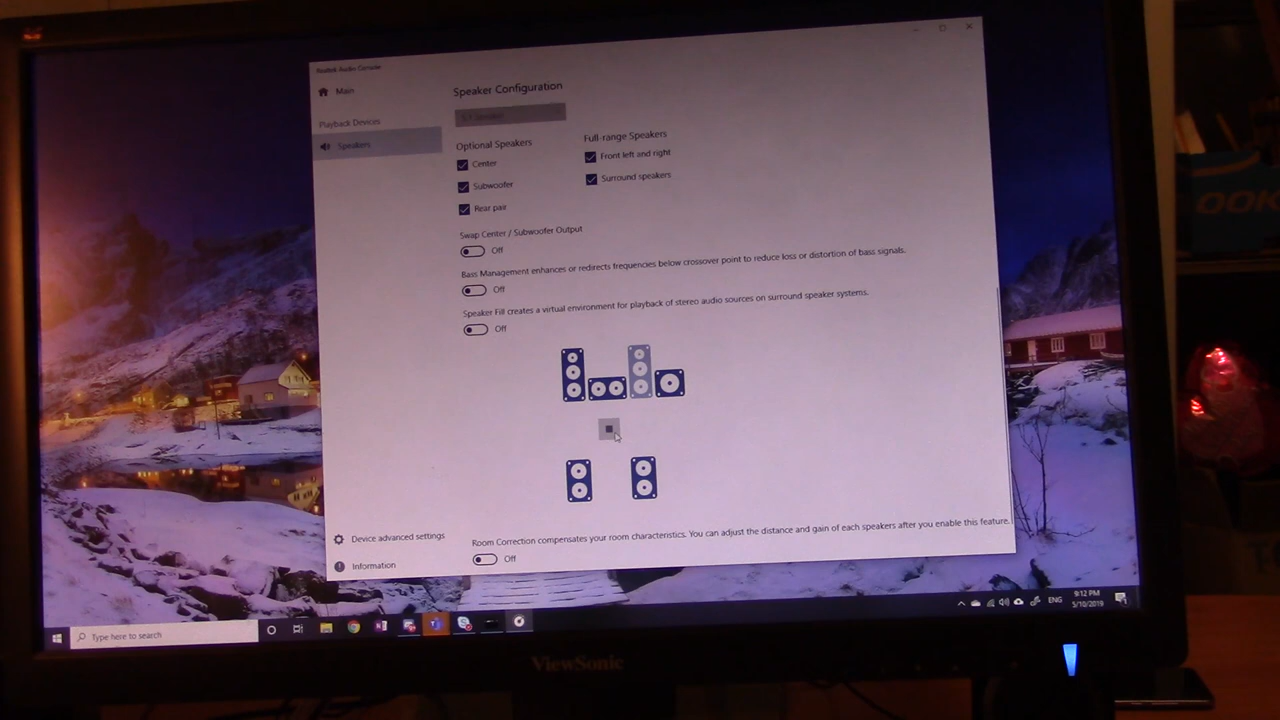 Realtek Audio Console
Main
Speaker Configuration
Playback Devices
Speakers
Optional Speakers
Full-range Speakers
Center
Front left and right
Subwoofer
Surround speakers
Rear pair
Swap Center / Subwoofer Output
Off
Bass Management enhances or redirects frequencies below crossover point to reduce loss or distortion of bass signals.
Off
Speaker Fill creates a virtual environment for playback of stereo audio sources on surround speaker systems.
Off
Device advanced settings
Room Correction compensates your room characteristics. You can adjust the distance and gain of each speakers after you enable this feature.
Information
Off
Type here to search
ENG
9:12 PM
5/10/2019
ViewSonic
OOK